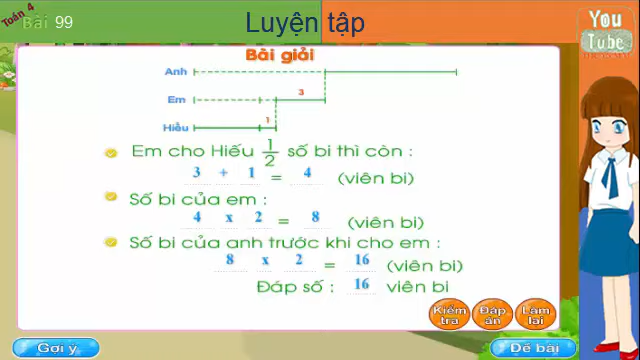 Toán 4
Bài 99
Luyện tập
You
Tube
Bài giải
Anh
Em
3
Hiếu
1
Em cho Hiếu 1/2 số bi thì còn :
3 + 1 = 4 (viên bi)
Số bi của em :
4 x 2 = 8 (viên bi)
Số bi của anh trước khi cho em :
8 x 2 = 16 (viên bi)
Đáp số : 16 viên bi
Kiểm tra
Đáp án
Làm lại
Gợi ý
Đề bài